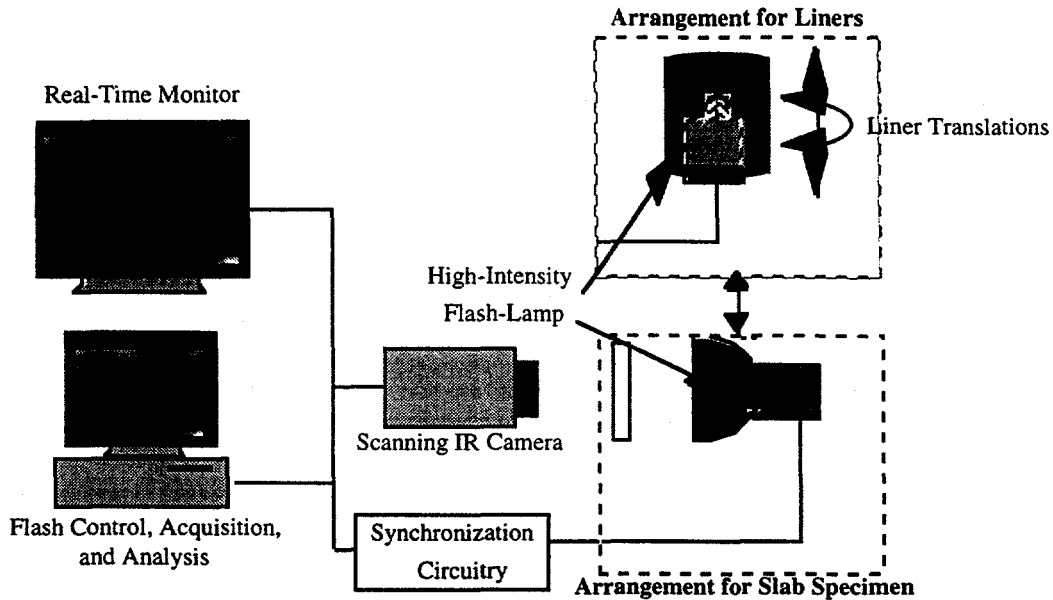 Arrangement for Liners
Real-Time Monitor
Liner Translations
High-Intensity
Flash-Lamp
Scanning IR Camera
Flash Control, Acquisition,
and Analysis
Synchronization
Circuitry
Arrangement for Slab Specimen